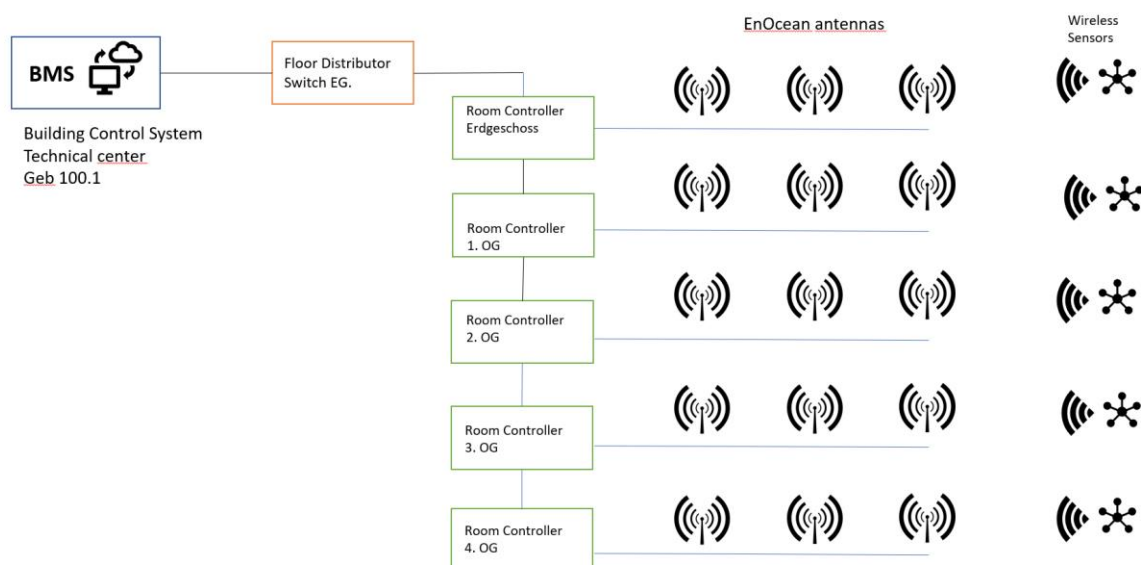 EnOcean antennas
Wireless
Sensors
BMS
Floor Distributor
Switch EG.
Building Control System
Technical center
Geb 100.1
Room Controller
Erdgeschoss
Room Controller
1. OG
Room Controller
2. OG
Room Controller
3. OG
Room Controller
4. OG